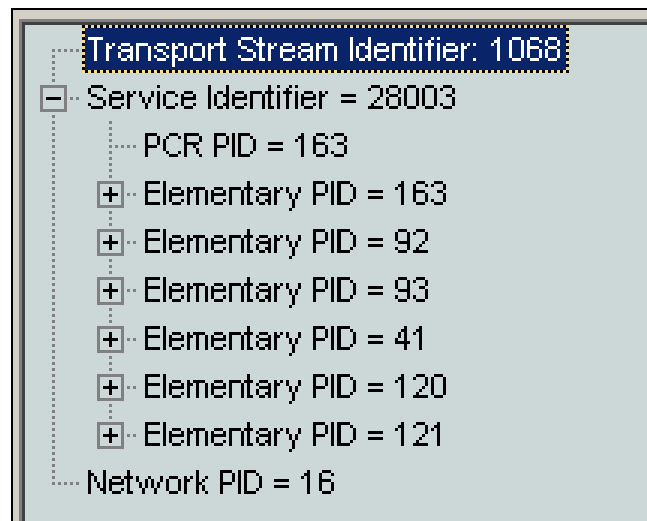 Transport Stream Identifier: 1068
Service Identifier = 28003
PCR PID = 163
Elementary PID = 163
Elementary PID = 92
Elementary PID = 93
Elementary PID = 41
Elementary PID = 120
Elementary PID = 121
Network PID = 16